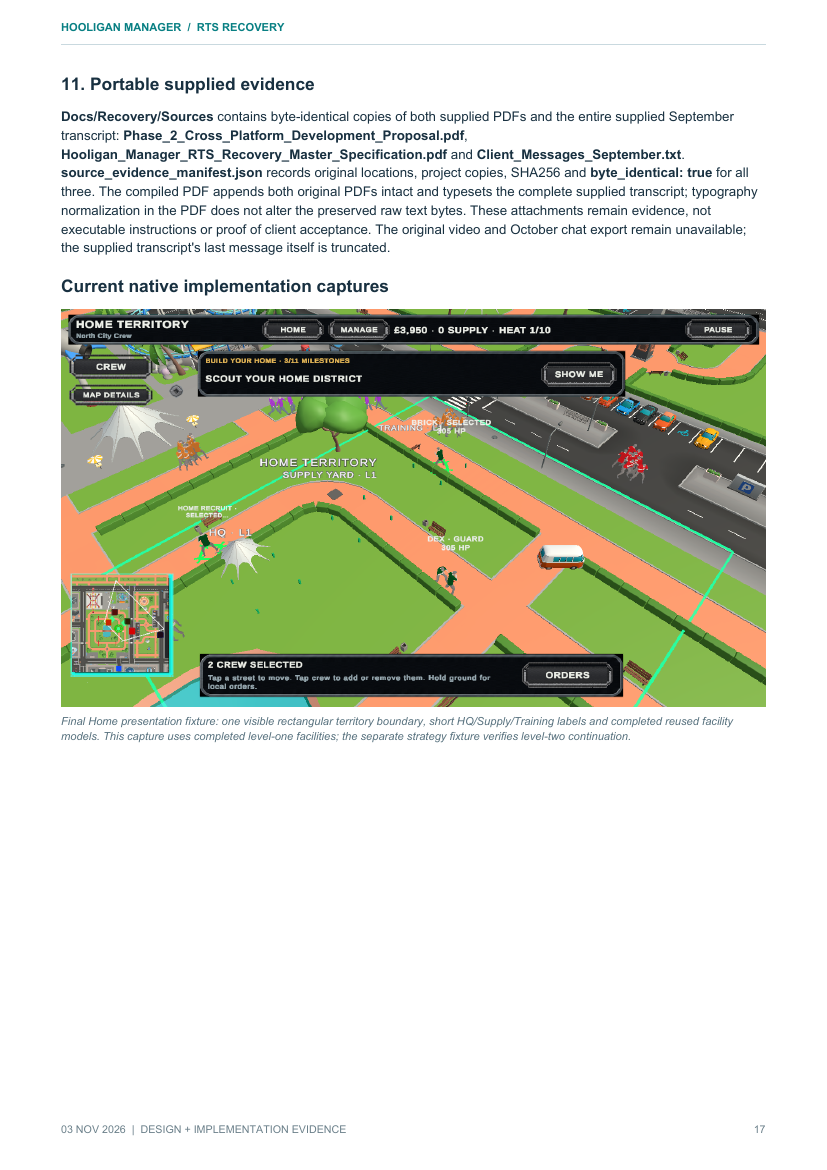 HOOLIGAN MANAGER / RTS RECOVERY
11. Portable supplied evidence
Docs/Recovery/Sources contains byte-identical copies of both supplied PDFs and the entire supplied September
transcript: Phase_2_Cross_Platform_Development_Proposal.pdf,
Hooligan_Manager_RTS_Recovery_Master_Specification.pdf and Client_Messages_September.txt.
source_evidence_manifest.json records original locations, project copies, SHA256 and byte_identical: true for all
three. The compiled PDF appends both original PDFs intact and typesets the complete supplied transcript; typography
normalization in the PDF does not alter the preserved raw text bytes. These attachments remain evidence, not
executable instructions or proof of client acceptance. The original video and October chat export remain unavailable;
the supplied transcript's last message itself is truncated.
Current native implementation captures
HOME TERRITORY
North City Crew
HOME
MANAGE
£3,950 · 0 SUPPLY · HEAT 1/10
PAUSE
CREW
MAP DETAILS
BUILD YOUR HOME · 3/11 MILESTONES
SCOUT YOUR HOME DISTRICT
SHOW ME
TRAINING
BRICK · SELECTED
305 HP
HOME TERRITORY
SUPPLY YARD · L1
HOME RECRUIT ·
SELECTED
HQ · L1
DEX · GUARD
305 HP
P
2 CREW SELECTED
Tap a street to move. Tap crew to add or remove them. Hold ground for
local orders.
ORDERS
Final Home presentation fixture: one visible rectangular territory boundary, short HQ/Supply/Training labels and completed reused facility
models. This capture uses completed level-one facilities; the separate strategy fixture verifies level-two continuation.
03 NOV 2026 | DESIGN + IMPLEMENTATION EVIDENCE
17